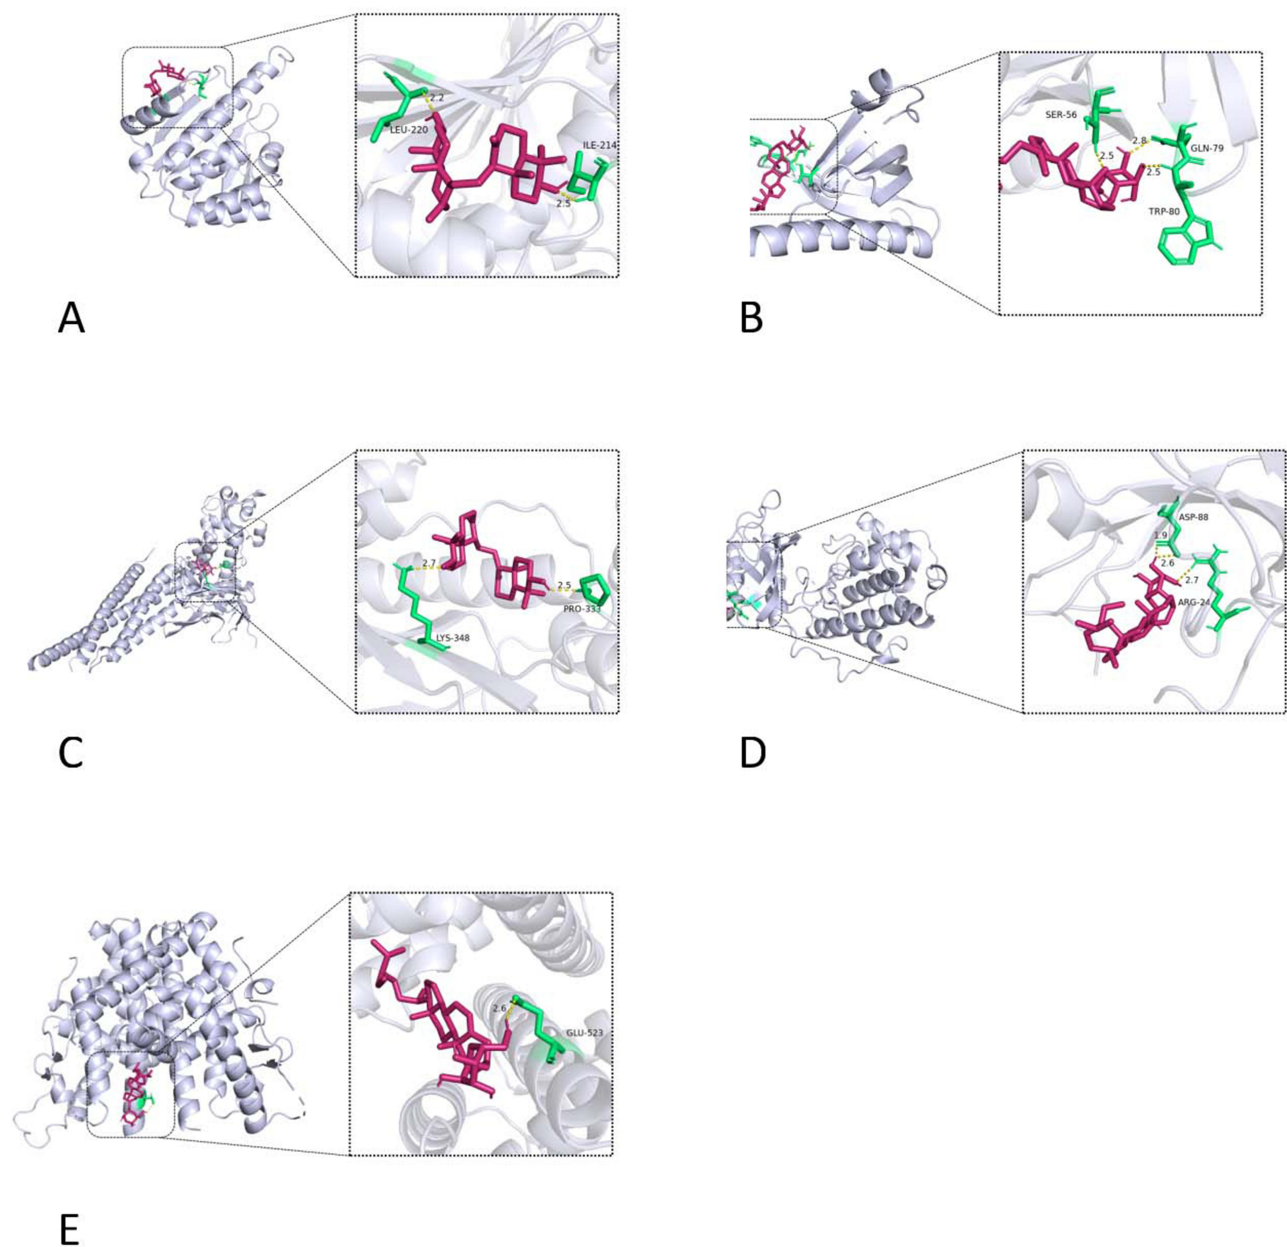 2.2
LEU-220
ILE-214
2.5
A
SER-56
2.8
GLN-79
2.5
2.5
TRP-80
B
2.7
2.5
PRO-333
LYS-348
C
ASP-88
1.9
2.6
2.7
ARG-24
D
2.6
GLU-523
E